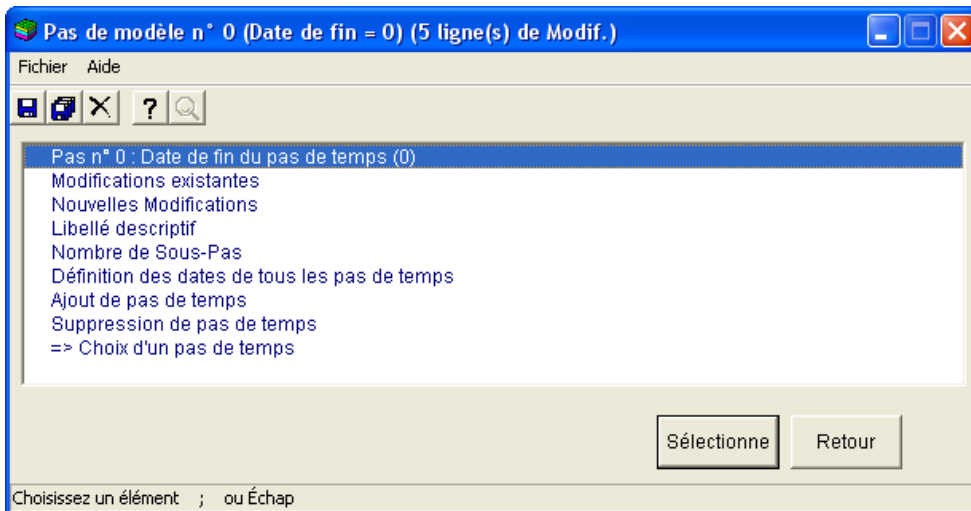 Pas de modèle n° 0 (Date de fin = 0) (5 ligne(s) de Modif.)
Fichier Aide
?
Pas n° 0 : Date de fin du pas de temps (0)
Modifications existantes
Nouvelles Modifications
Libellé descriptif
Nombre de Sous-Pas
Définition des dates de tous les pas de temps
Ajout de pas de temps
Suppression de pas de temps
=> Choix d'un pas de temps
Sélectionne Retour
Choisissez un élément ; ou Échap